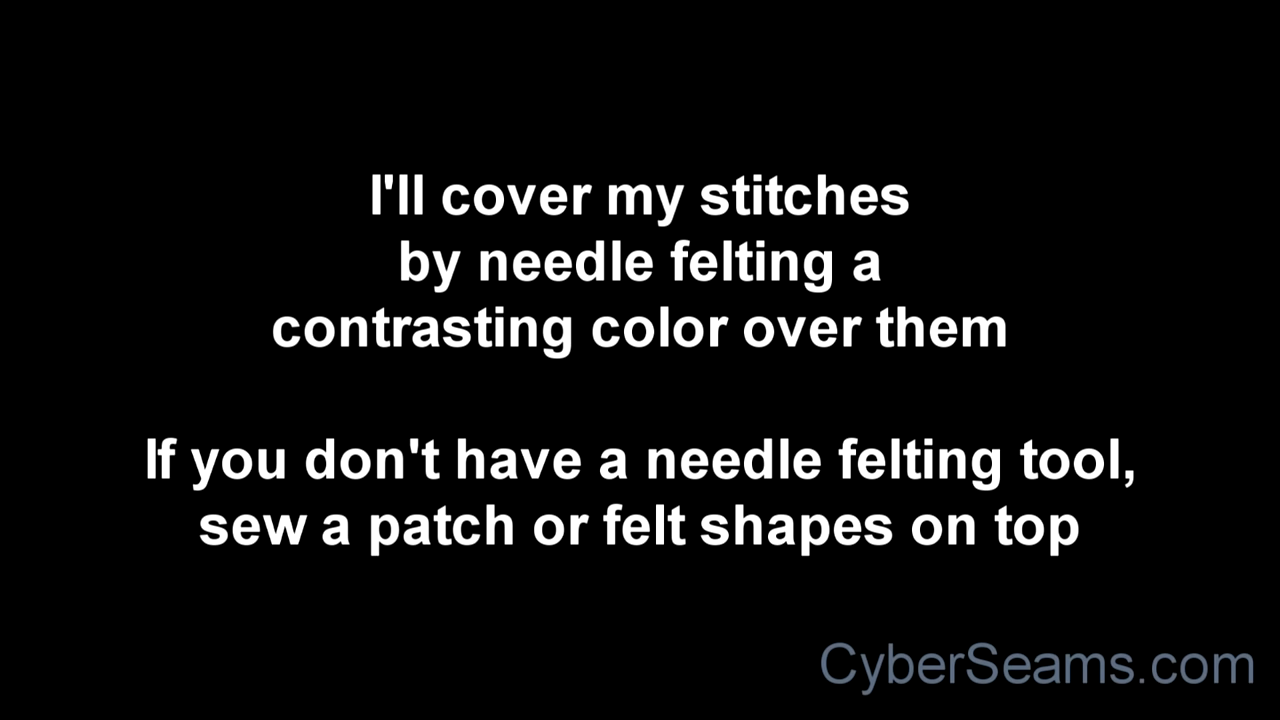 I'll cover my stitches
by needle felting a
contrasting color over them
If you don't have a needle felting tool,
sew a patch or felt shapes on top
CyberSeams.com